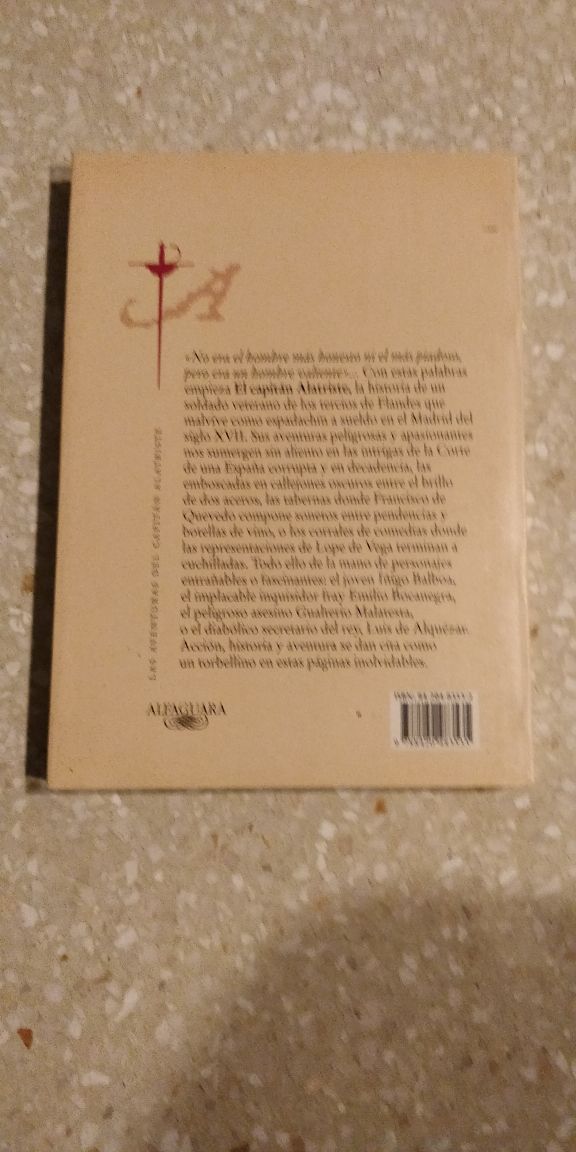 A
«No era el hombre más honesto ni el más piadoso,
pero era un hombre valiente»... Con estas palabras
empieza El capitán Alatriste, la historia de un
soldado veterano de los tercios de Flandes que
malvive como espadachín a sueldo en el Madrid del
siglo XVII. Sus aventuras peligrosas y apasionantes
nos sumergen sin aliento en las intrigas de la Corte
de una España corrupta y en decadencia, las
emboscadas en callejones oscuros entre el brillo
de dos aceros, las tabernas donde Francisco de
Quevedo compone sonetos entre pendencias y
botellas de vino, o los corrales de comedias donde
las representaciones de Lope de Vega terminan a
cuchilladas. Todo ello de la mano de personajes
entrañables o fascinantes: el joven Íñigo Balboa,
el implacable inquisidor fray Emilio Bocanegra,
el peligroso asesino Gualterio Malatesta,
o el diabólico secretario del rey, Luis de Alquézar.
Acción, historia y aventura se dan cita como
un torbellino en estas páginas inolvidables.
LAS AVENTURAS DEL CAPITÁN ALATRISTE
ALFAGUARA
ISBN: